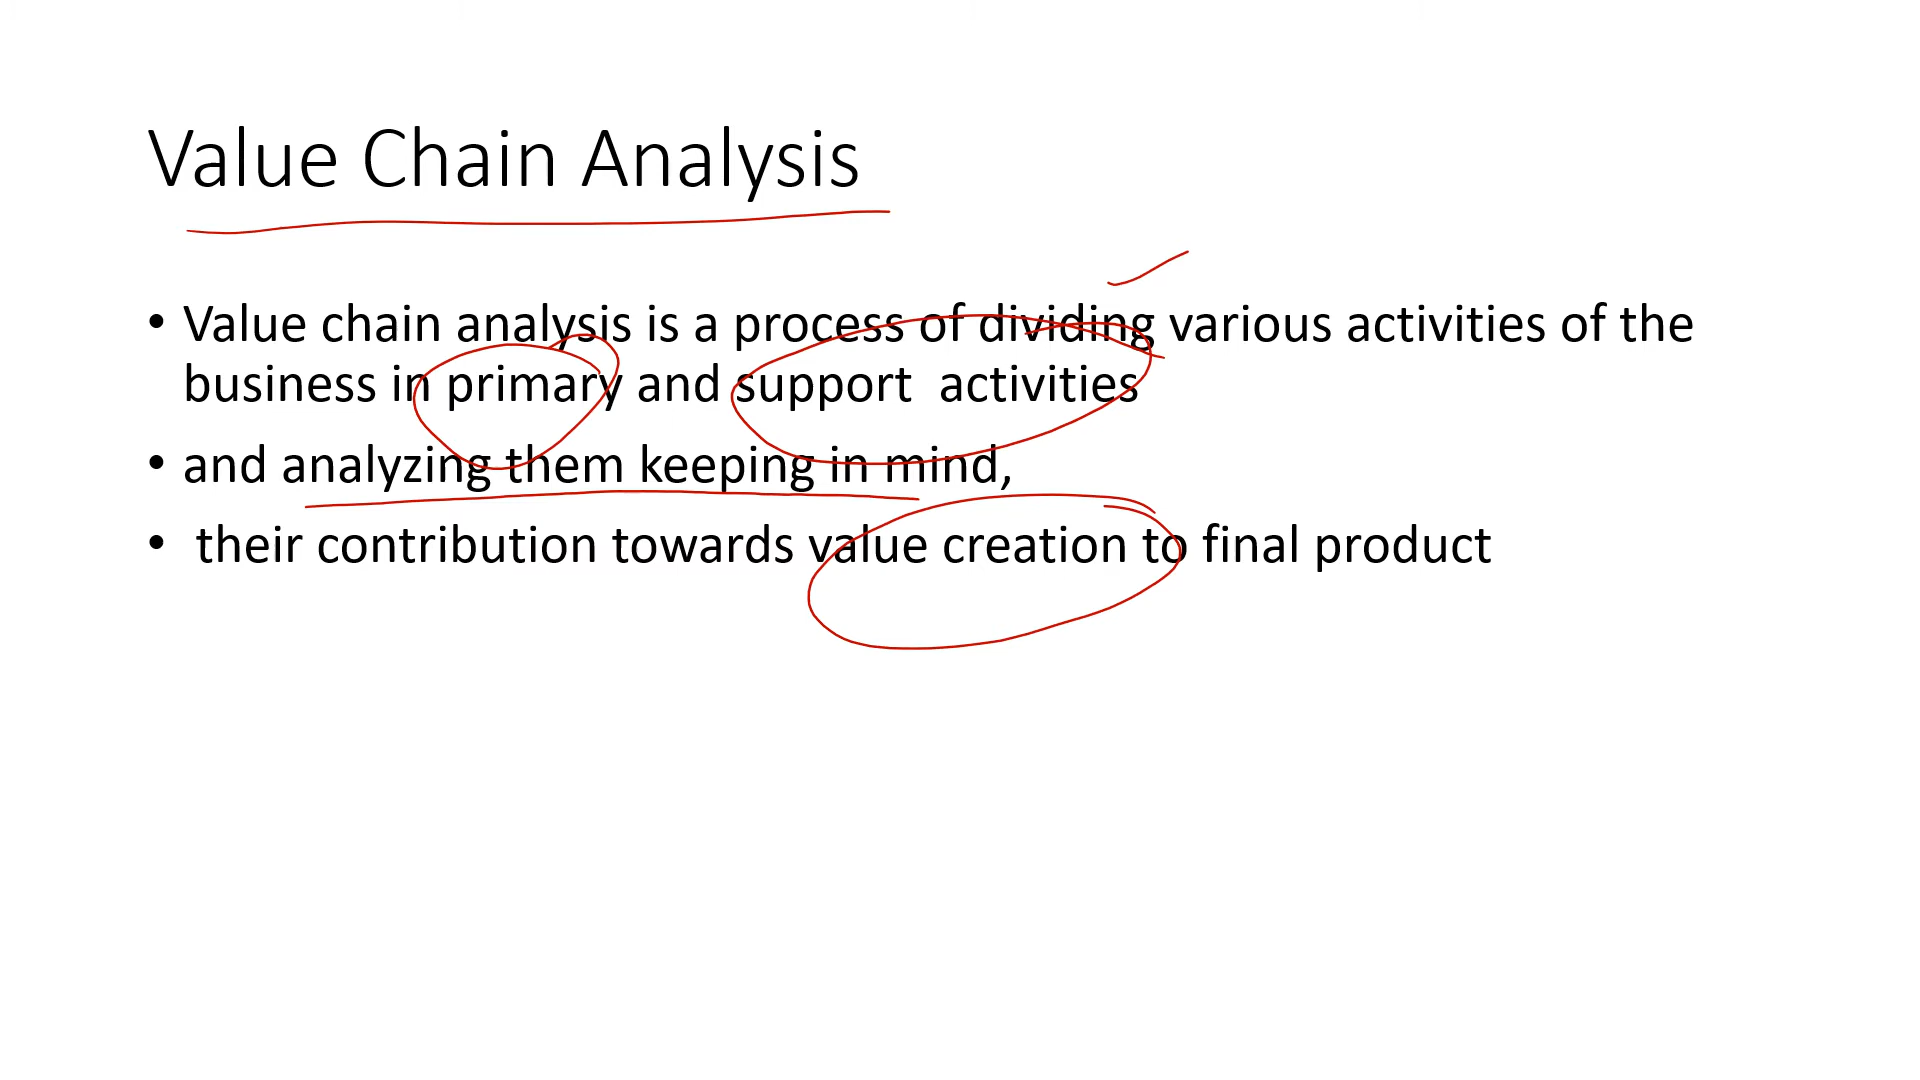 Value Chain Analysis
• Value chain analysis is a process of dividing various activities of the
business in primary and support activities
• and analyzing them keeping in mind,
• their contribution towards value creation to final product